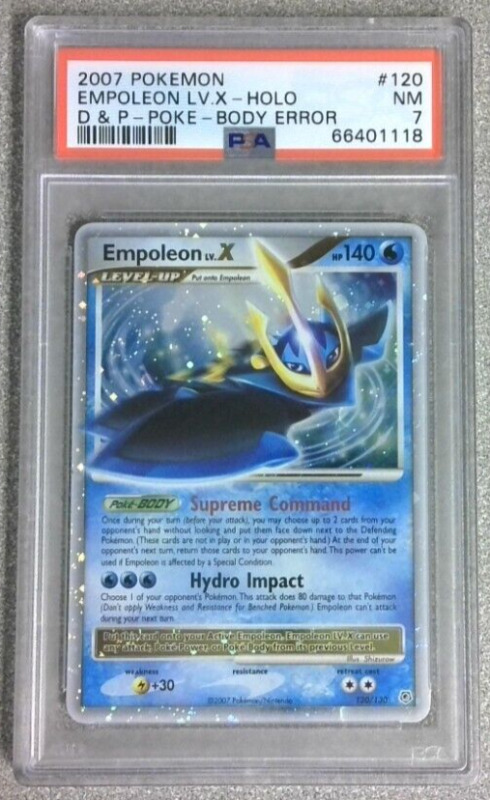 2007 POKEMON #120
EMPOLEON LV.X - HOLO NM
D & P - POKE - BODY ERROR 7
PSA 66401118
Empoleon LV.X HP 140
LEVEL-UP Put onto Empoleon
Poké-BODY Supreme Command
Once during your turn (before your attack), you may choose up to 2 cards from your
opponent's hand without looking and put them face down next to the Defending
Pokémon. (These cards are not in play or in your opponent's hand.) At the end of your
opponent's next turn, return those cards to your opponent's hand. This power can't be
used if Empoleon is affected by a Special Condition.
Hydro Impact
Choose 1 of your opponent's Pokémon. This attack does 80 damage to that Pokémon
(Don't apply Weakness and Resistance for Benched Pokémon.) Empoleon can't attack
during your next turn.
Put this card onto your Active Empoleon. Empoleon LV.X can use
any attack, Poké-Power, or Poké-Body from its previous Level.
Illus. Shizurow
weakness resistance retreat cost
+30
©2007 Pokémon/Nintendo 120/130